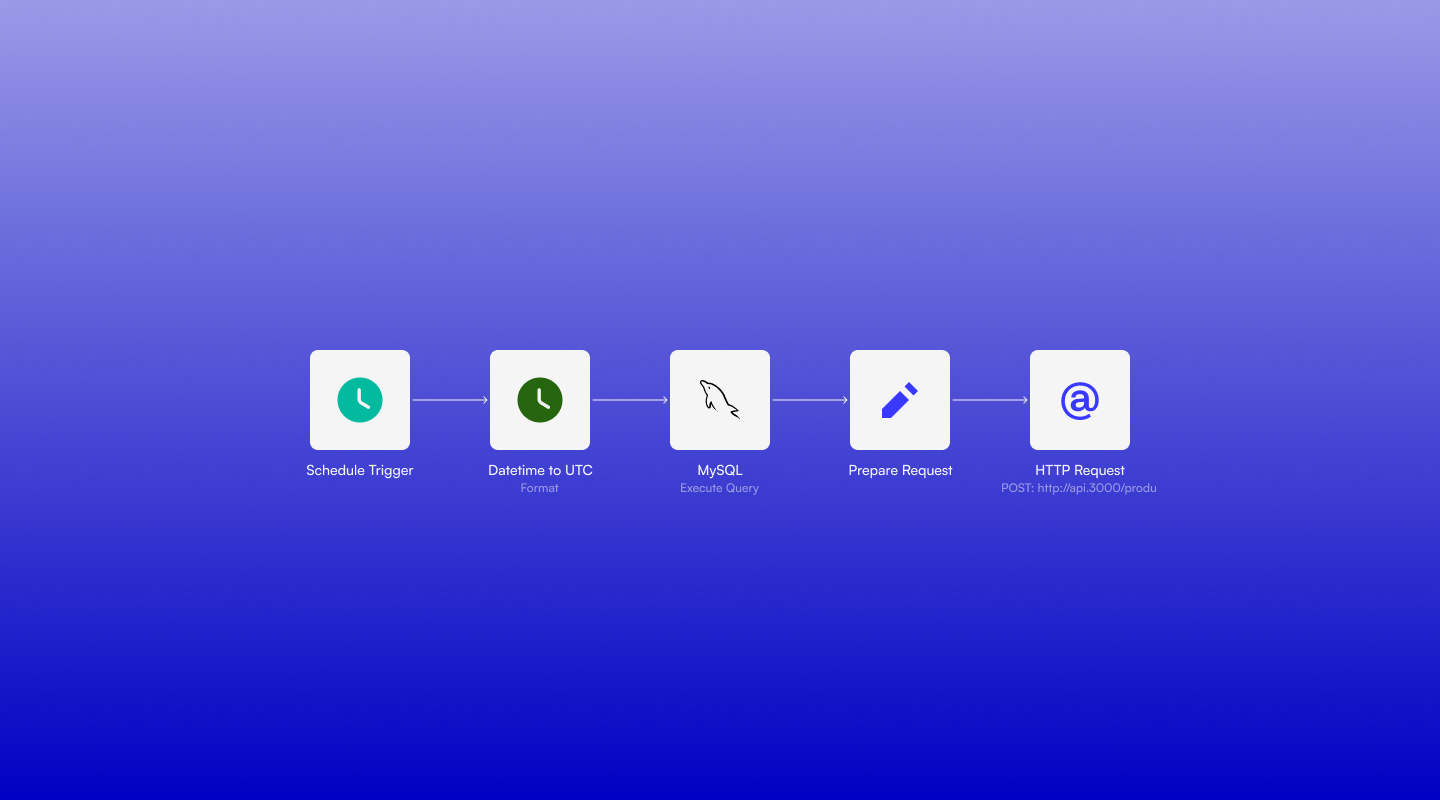 Schedule Trigger
Datetime to UTC
Format
MySQL
Execute Query
Prepare Request
HTTP Request
POST: http://api.3000/produ